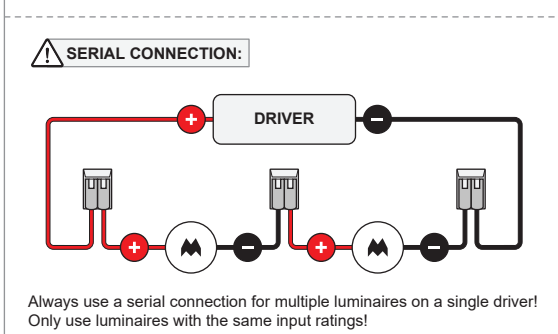 SERIAL CONNECTION:
+ DRIVER −
+ − + −
Always use a serial connection for multiple luminaires on a single driver!
Only use luminaires with the same input ratings!